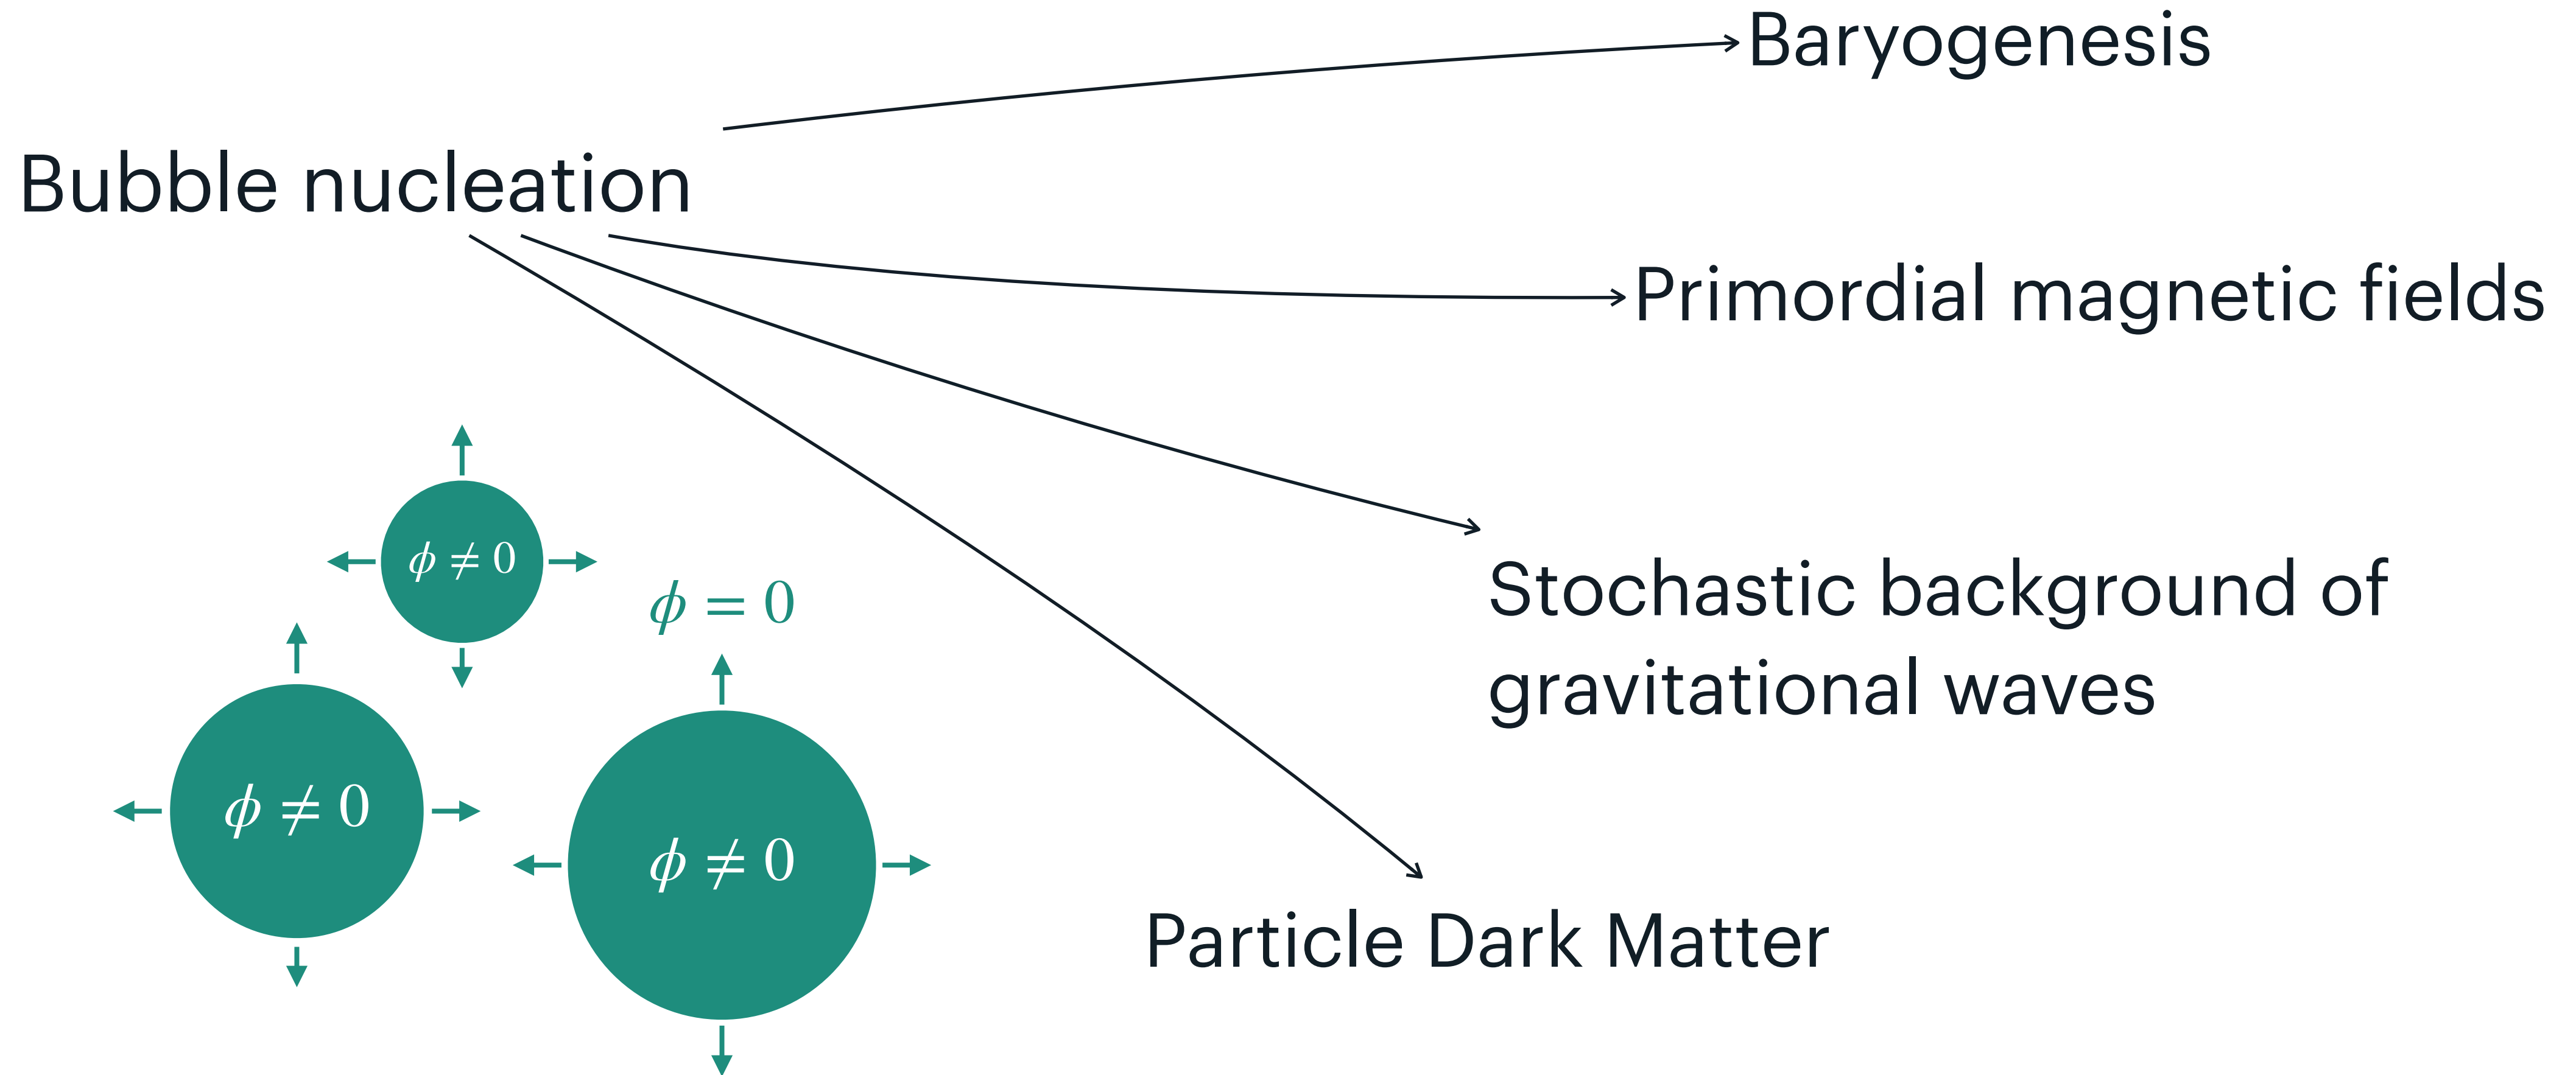 Baryogenesis
Bubble nucleation
Primordial magnetic fields
ϕ ≠ 0
ϕ = 0
Stochastic background of
gravitational waves
ϕ ≠ 0
ϕ ≠ 0
Particle Dark Matter